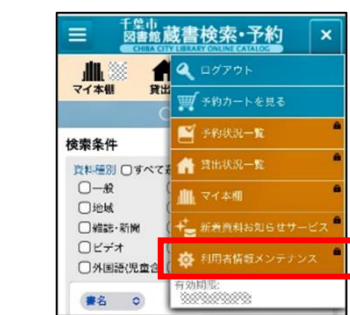 千葉市
図書館 蔵書検索・予約
CHIBA CITY LIBRARY ONLINE CATALOG
マイ本棚
貸出
ログアウト
予約カートを見る
予約状況一覧
貸出状況一覧
マイ本棚
新着資料お知らせサービス
利用者情報メンテナンス
有効期限:
検索条件
資料種別 すべて
一般
地域
雑誌・新聞
ビデオ
外国語(児童含
書名